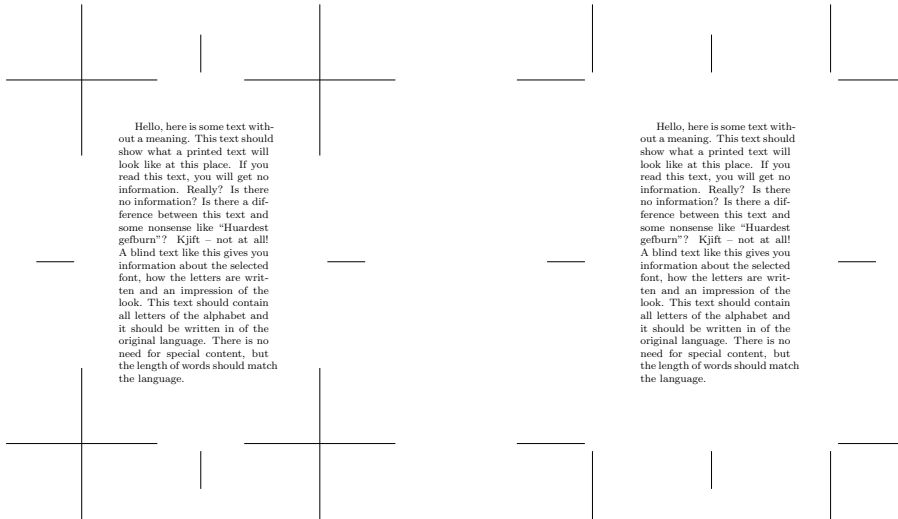 Hello, here is some text with-
out a meaning. This text should
show what a printed text will
look like at this place. If you
read this text, you will get no
information. Really? Is there
no information? Is there a dif-
ference between this text and
some nonsense like “Huardest
gefburn”? Kjift – not at all!
A blind text like this gives you
information about the selected
font, how the letters are writ-
ten and an impression of the
look. This text should contain
all letters of the alphabet and
it should be written in of the
original language. There is no
need for special content, but
the length of words should match
the language.
Hello, here is some text with-
out a meaning. This text should
show what a printed text will
look like at this place. If you
read this text, you will get no
information. Really? Is there
no information? Is there a dif-
ference between this text and
some nonsense like “Huardest
gefburn”? Kjift – not at all!
A blind text like this gives you
information about the selected
font, how the letters are writ-
ten and an impression of the
look. This text should contain
all letters of the alphabet and
it should be written in of the
original language. There is no
need for special content, but
the length of words should match
the language.